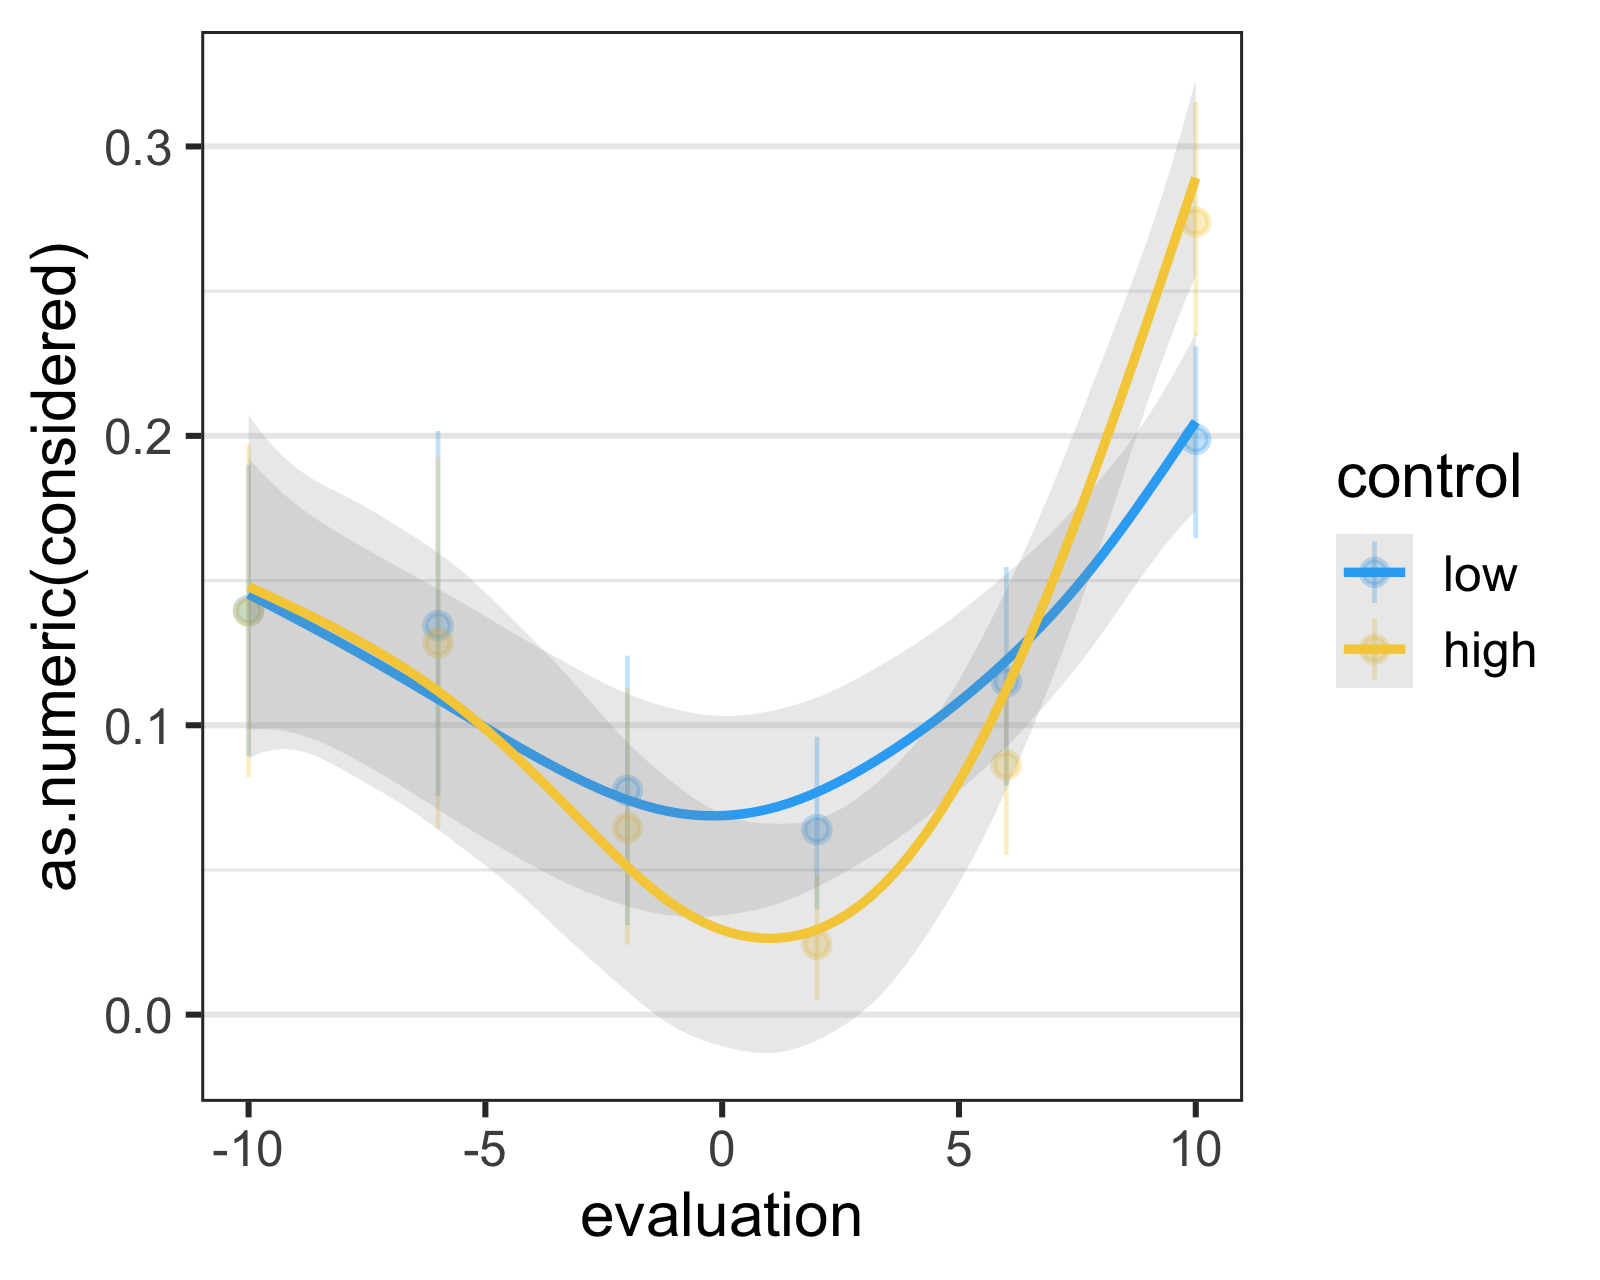 as.numeric(considered)
0.3
0.2
0.1
0.0
-10
-5
0
5
10
evaluation
control
low
high